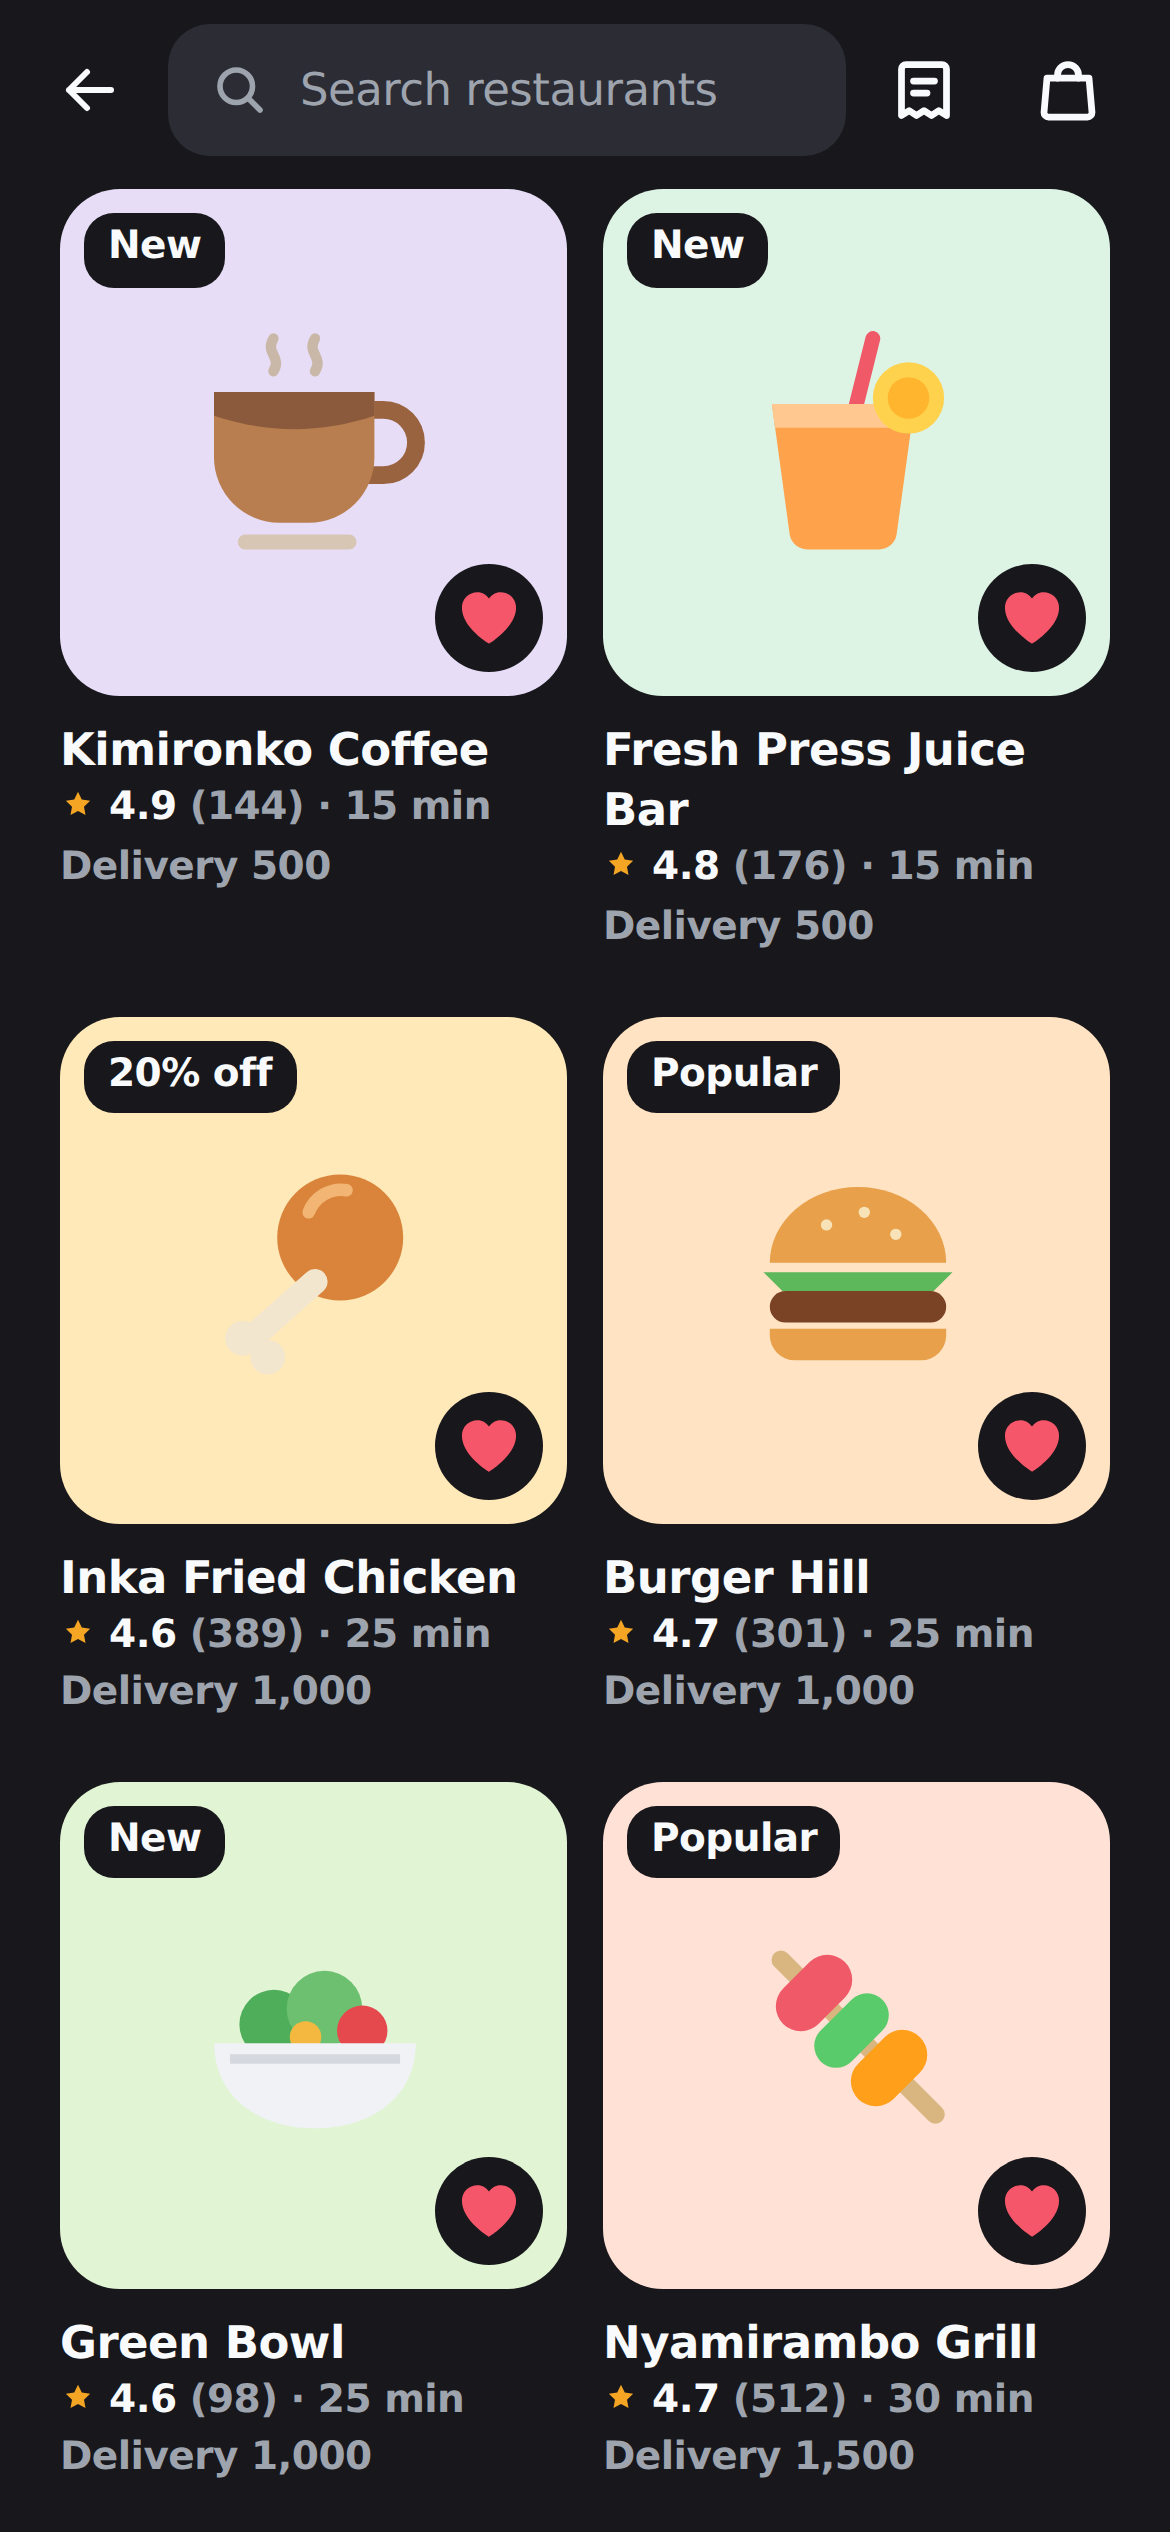 Search restaurants
New
Kimironko Coffee
4.9 (144) · 15 min
Delivery 500
New
Fresh Press Juice
Bar
4.8 (176) · 15 min
Delivery 500
20% off
Inka Fried Chicken
4.6 (389) · 25 min
Delivery 1,000
Popular
Burger Hill
4.7 (301) · 25 min
Delivery 1,000
New
Green Bowl
4.6 (98) · 25 min
Delivery 1,000
Popular
Nyamirambo Grill
4.7 (512) · 30 min
Delivery 1,500